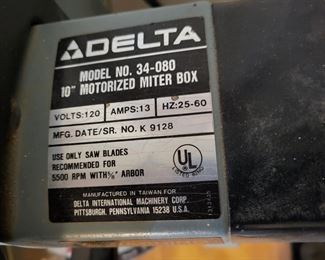 DELTA
MODEL NO. 34-080
10" MOTORIZED MITER BOX
VOLTS:120 AMPS:13 HZ:25-60
MFG. DATE/SR. NO. K 9128
USE ONLY SAW BLADES
RECOMMENDED FOR
5500 RPM WITH ⅝" ARBOR
UL
LISTED
MANUFACTURED IN TAIWAN FOR
DELTA INTERNATIONAL MACHINERY CORP.
PITTSBURGH, PENNSYLVANIA 15238 U.S.A.